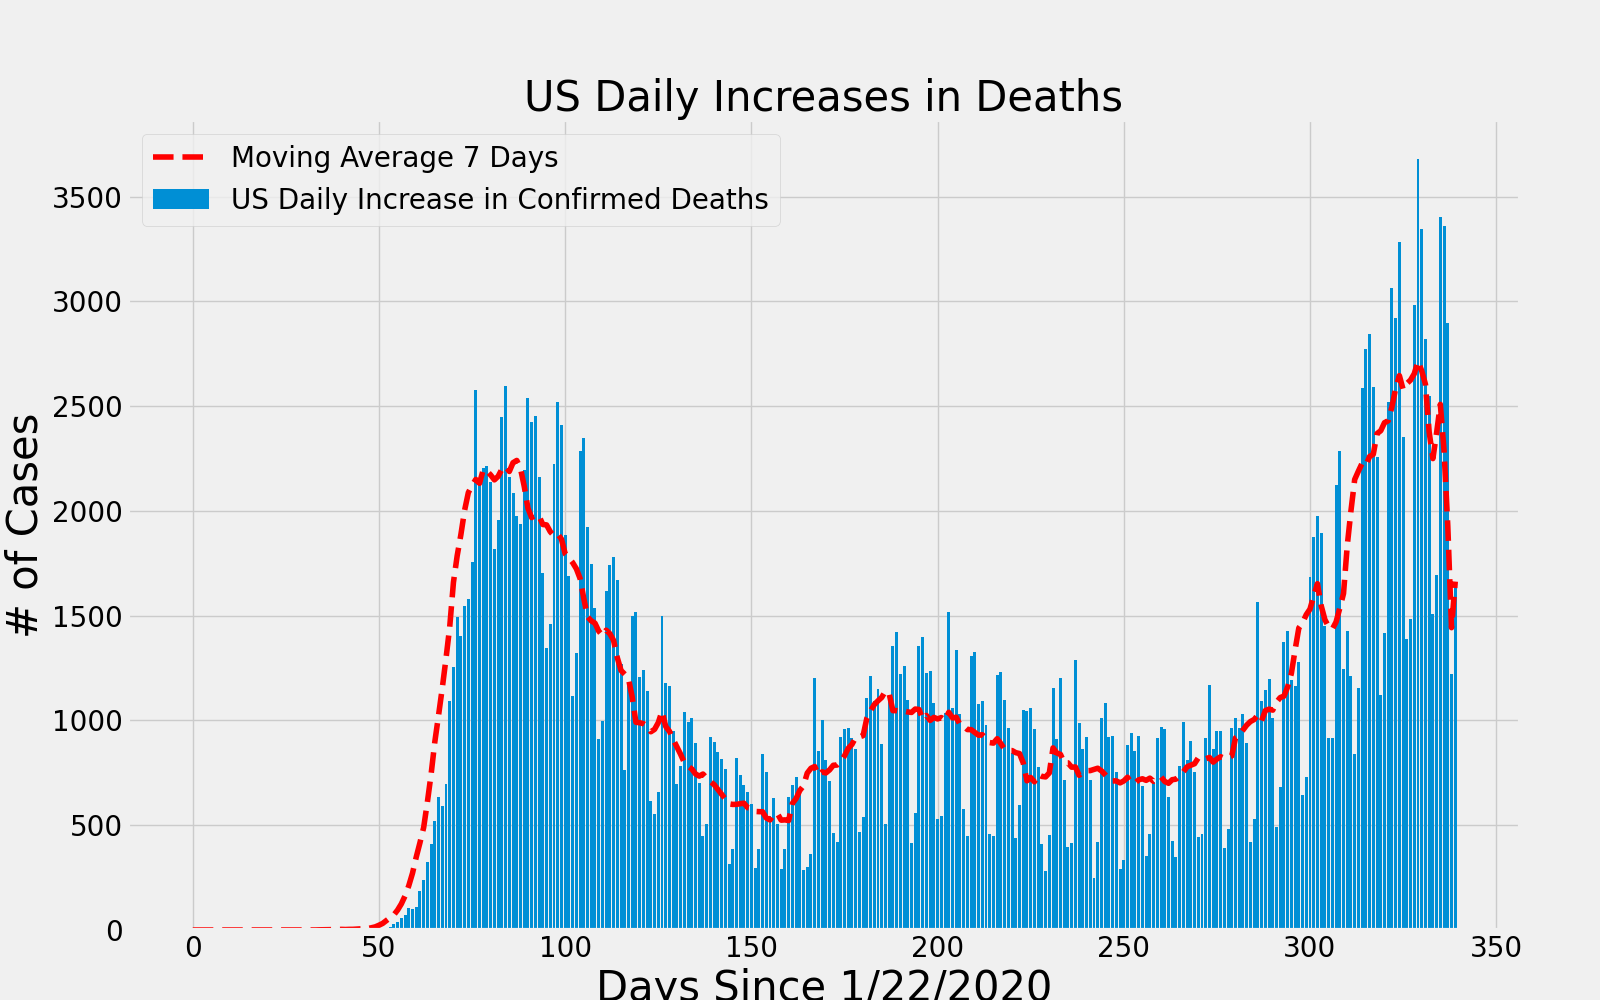 US Daily Increases in Deaths
Moving Average 7 Days
US Daily Increase in Confirmed Deaths
# of Cases
3500
3000
2500
2000
1500
1000
500
0
0 50 100 150 200 250 300 350
Days Since 1/22/2020